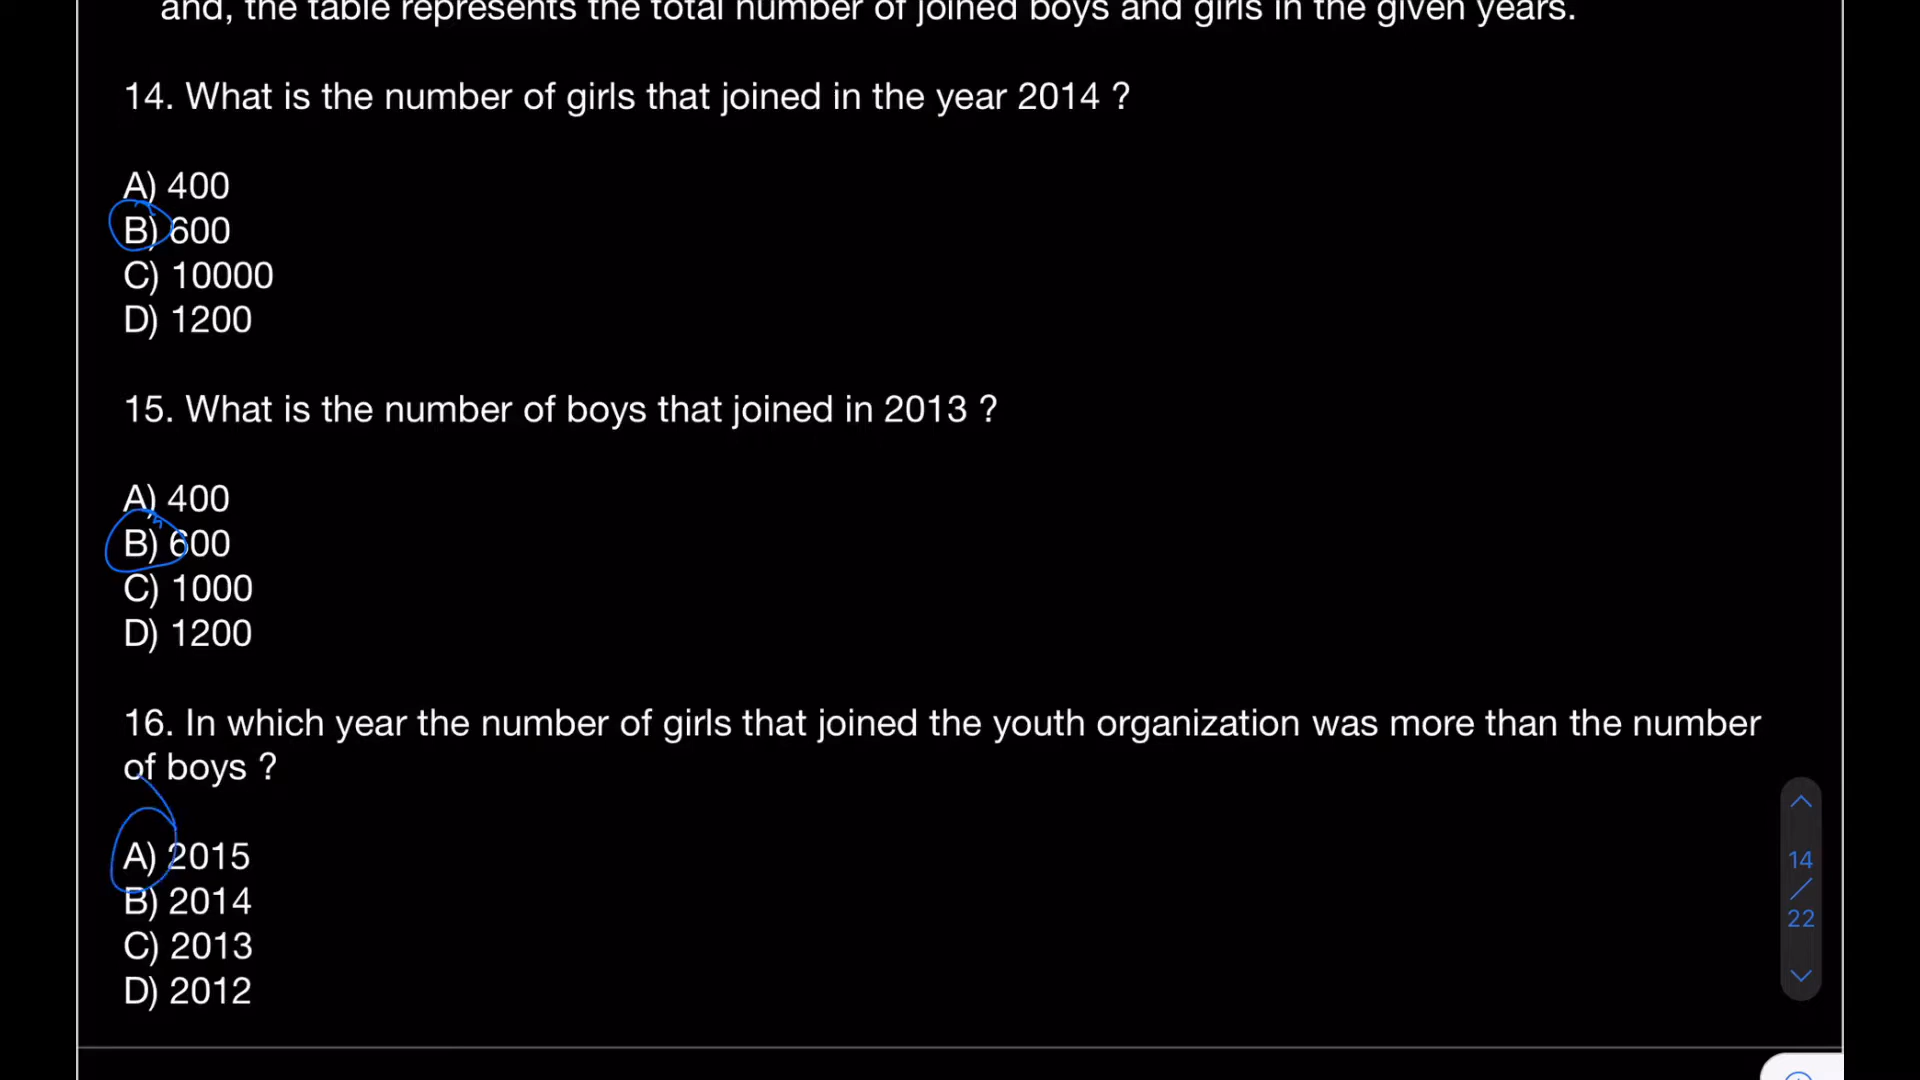 and, the table represents the total number of joined boys and girls in the given years.
14. What is the number of girls that joined in the year 2014 ?
A) 400
B) 600
C) 10000
D) 1200
15. What is the number of boys that joined in 2013 ?
A) 400
B) 600
C) 1000
D) 1200
16. In which year the number of girls that joined the youth organization was more than the number
of boys ?
A) 2015
B) 2014
C) 2013
D) 2012
14
/
22